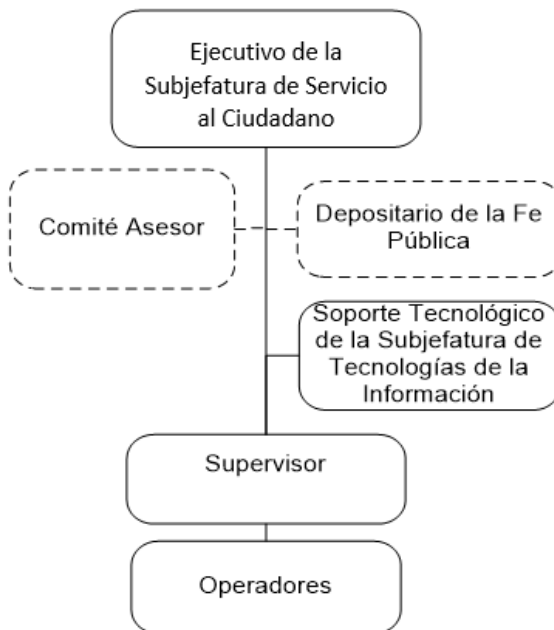 Ejecutivo de la
Subjefatura de Servicio
al Ciudadano
Comité Asesor
Depositario de la Fe
Pública
Soporte Tecnológico
de la Subjefatura de
Tecnologías de la
Información
Supervisor
Operadores